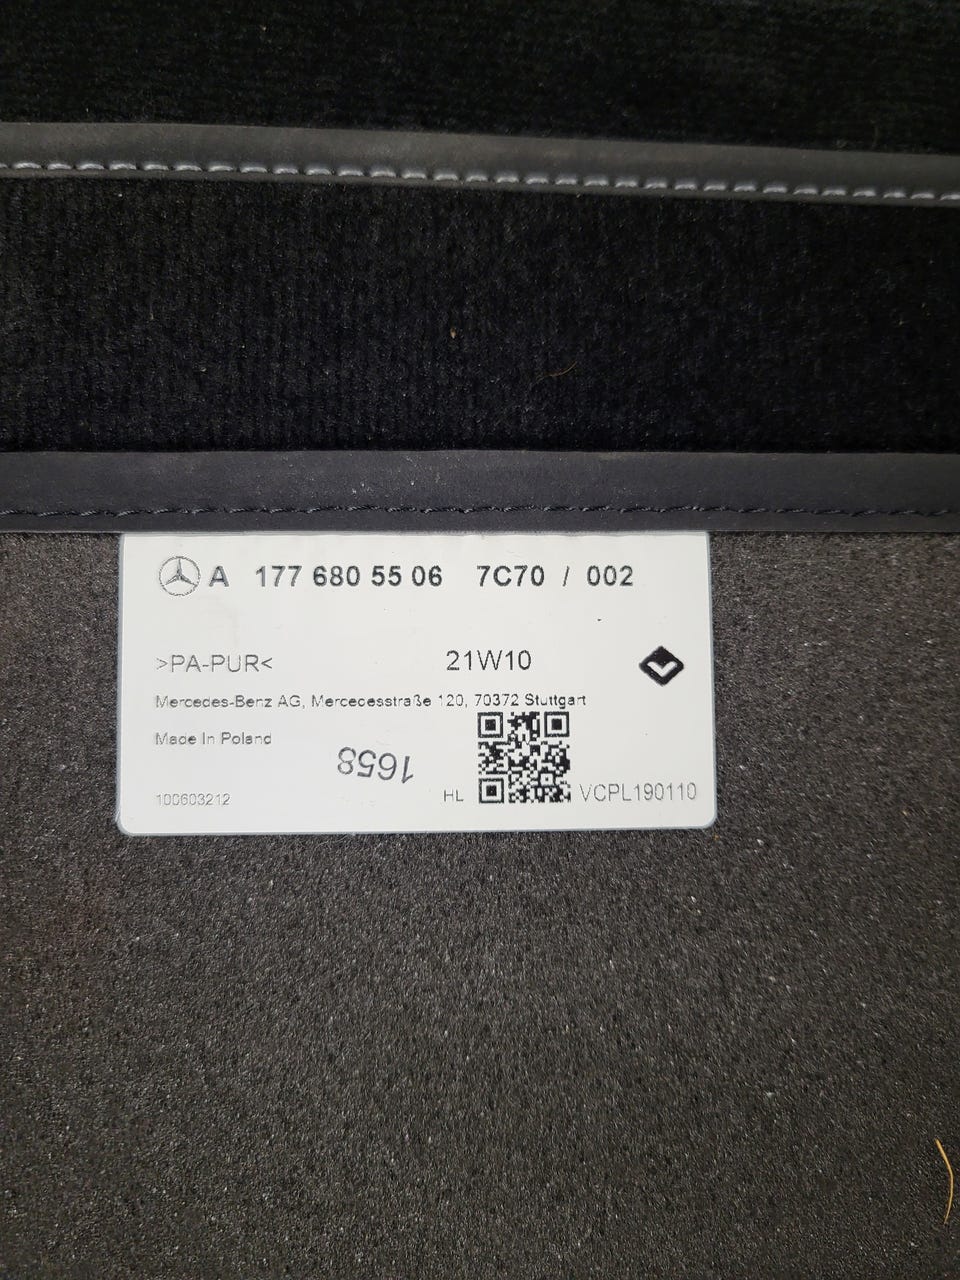 A 177 680 55 06 7C70 / 002
>PA-PUR< 21W10
Mercedes-Benz AG, Mercecesstraße 120, 70372 Stuttgart
Made In Poland
1658
100603212 HL VCPL190110